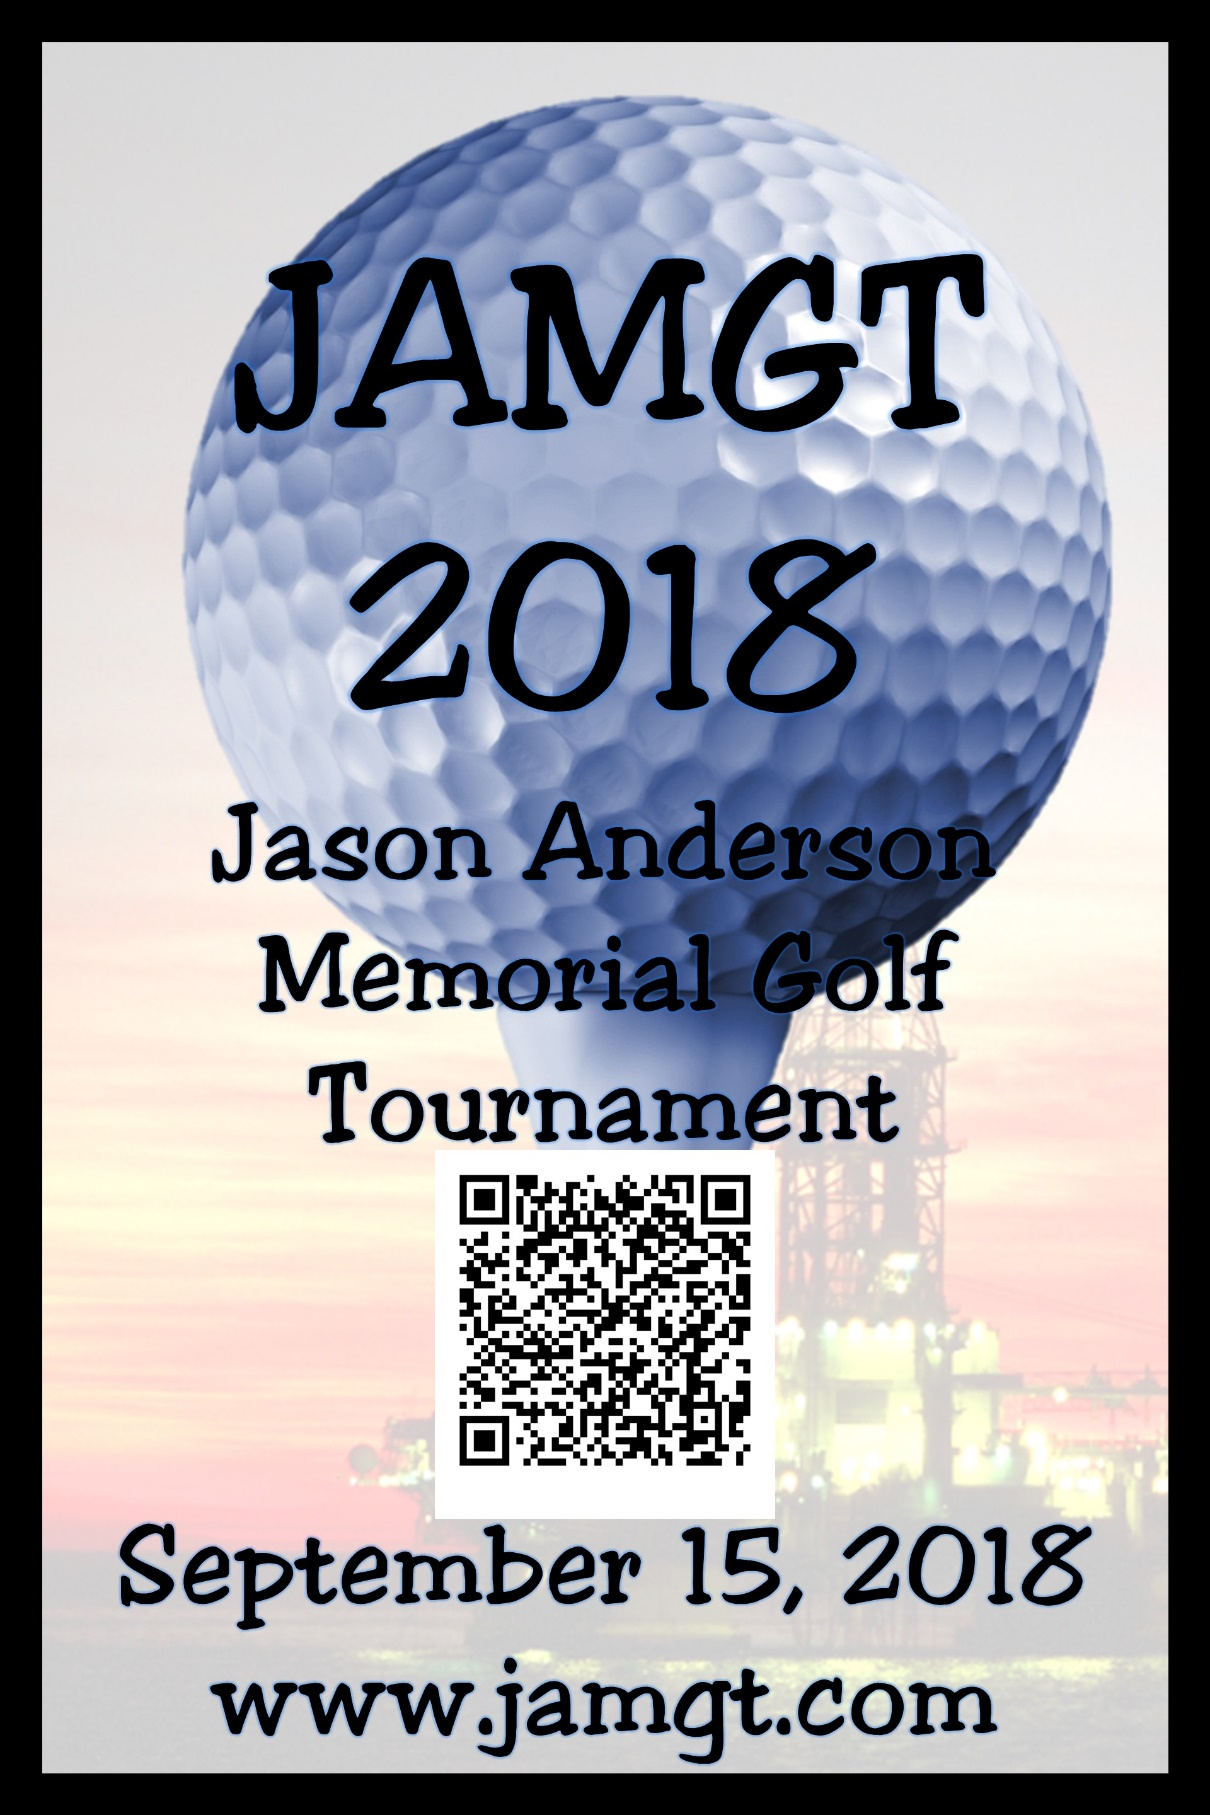 JAMGT
2018
Jason Anderson
Memorial Golf
Tournament
September 15, 2018
www.jamgt.com